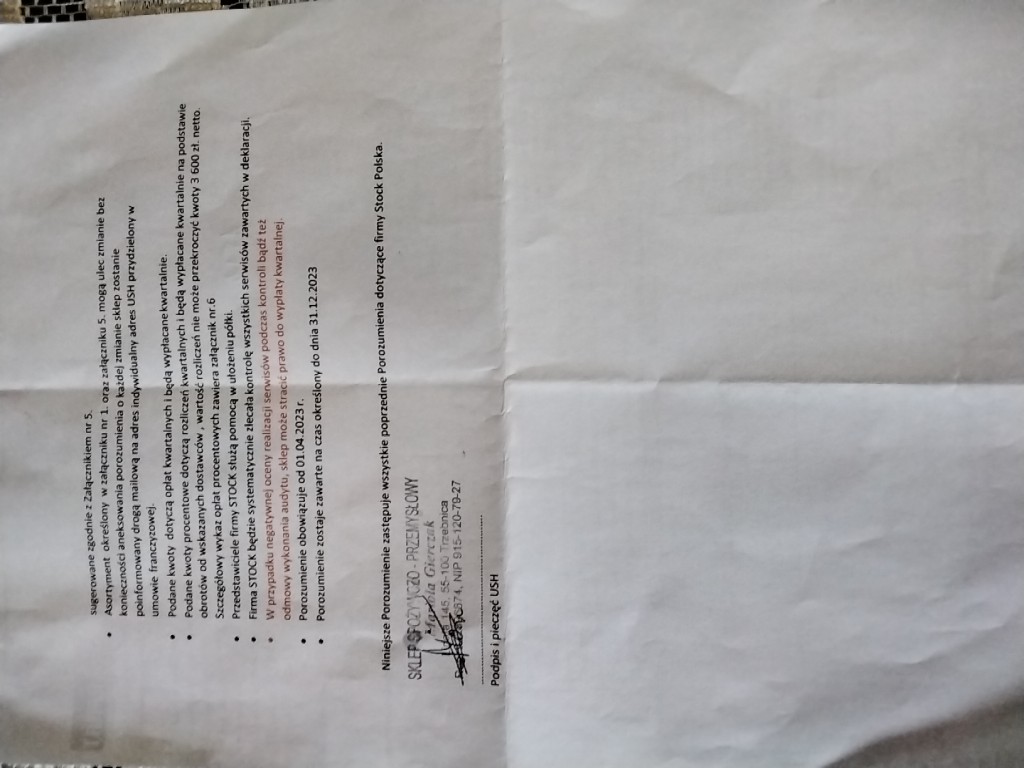 sugerowane zgodnie z Załącznikiem nr 5.
• Asortyment określony w załączniku nr 1. oraz załączniku 5. mogą ulec zmianie bez
konieczności aneksowania porozumienia o każdej zmianie sklep zostanie
poinformowany drogą mailową na adres indywidualny adres USH przydzielony w
umowie franczyzowej.
• Podane kwoty dotyczą opłat kwartalnych i będą wypłacane kwartalnie.
• Podane kwoty procentowe dotyczą rozliczeń kwartalnych i będą wypłacane kwartalnie na podstawie
obrotów od wskazanych dostawców , wartość rozliczeń nie może przekroczyć kwoty 3 600 zł. netto.
Szczegółowy wykaz opłat procentowych zawiera załącznik nr.6
• Przedstawiciele firmy STOCK służą pomocą w ułożeniu półki.
• Firma STOCK będzie systematycznie zlecała kontrolę wszystkich serwisów zawartych w deklaracji.
• W przypadku negatywnej oceny realizacji serwisów podczas kontroli bądź też
odmowy wykonania audytu, sklep może stracić prawo do wypłaty kwartalnej.
• Porozumienie obowiązuje od 01.04.2023 r.
• Porozumienie zostaje zawarte na czas określony do dnia 31.12.2023
Niniejsze Porozumienie zastępuje wszystkie poprzednie Porozumienia dotyczące firmy Stock Polska.
SKLEP SPOŻYWCZO - PRZEMYSŁOWY
145, 55-100 Trzebnica
674, NIP 915-120-79-27
Podpis i pieczęć USH